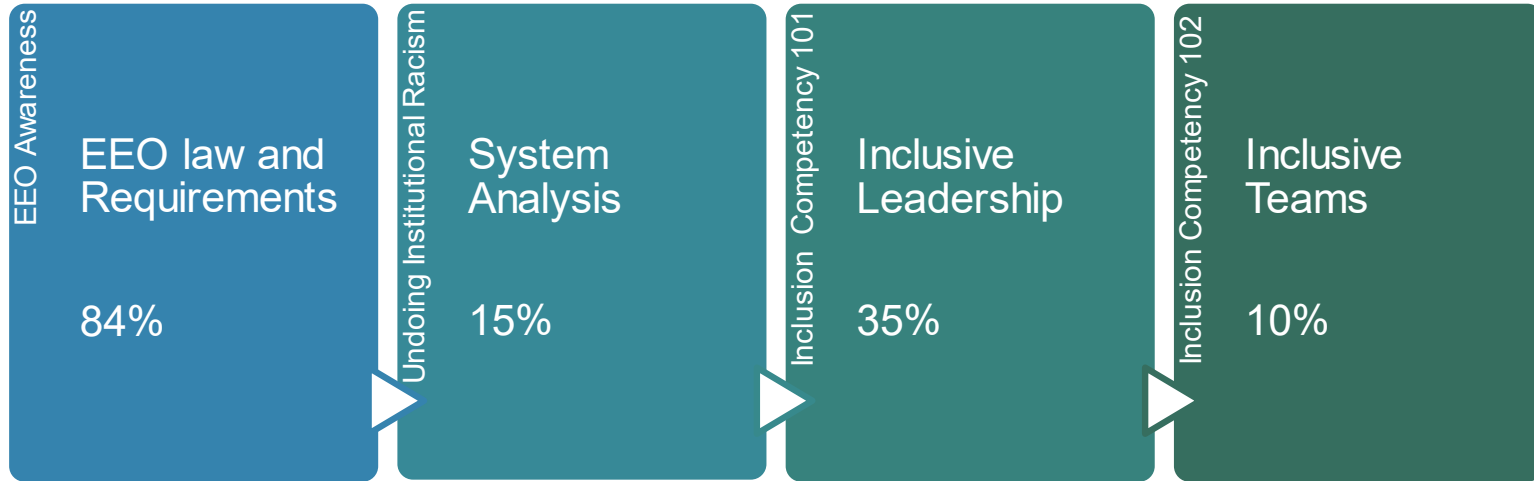 EEO Awareness
EEO law and
Requirements
84%
Undoing Institutional Racism
System
Analysis
15%
Inclusion Competency 101
Inclusive
Leadership
35%
Inclusion Competency 102
Inclusive
Teams
10%